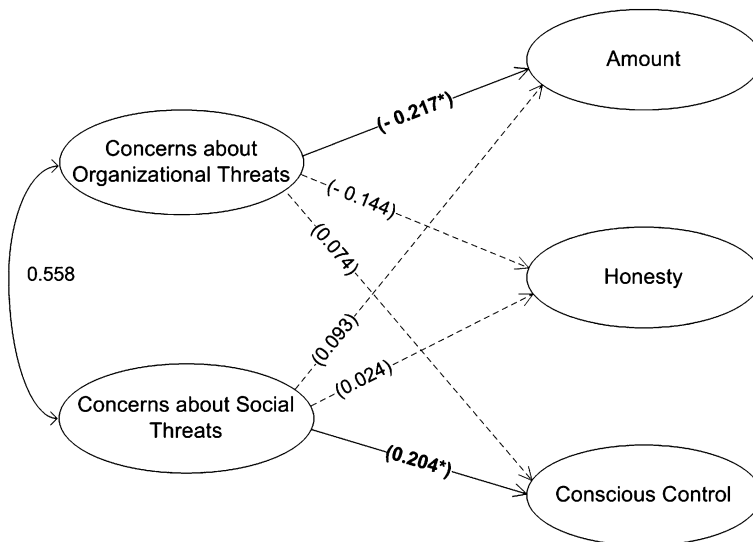 Amount
(- 0.217*)
Concerns about
Organizational Threats
(- 0.144)
(0.074)
0.558
Honesty
(0.093)
(0.024)
Concerns about Social
Threats
(0.204*)
Conscious Control